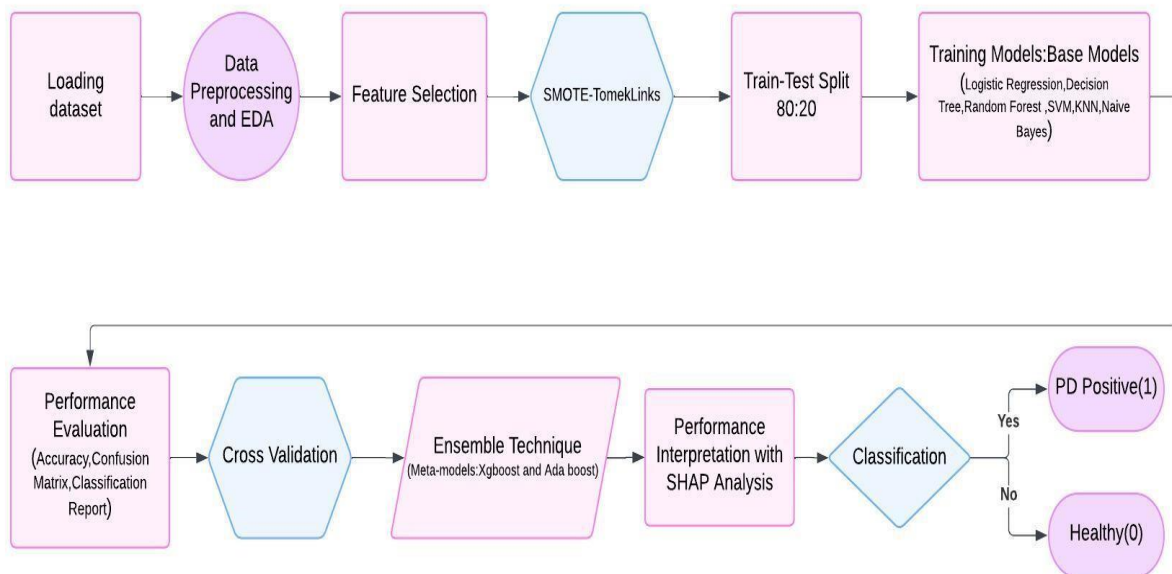 Loading
dataset
Data
Preprocessing
and EDA
Feature Selection
SMOTE-TomekLinks
Train-Test Split
80:20
Training Models:Base Models
(Logistic Regression,Decision
Tree,Random Forest ,SVM,KNN,Naive
Bayes)
Performance
Evaluation
(Accuracy,Confusion
Matrix,Classification
Report)
Cross Validation
Ensemble Technique
(Meta-models:Xgboost and Ada boost)
Performance
Interpretation with
SHAP Analysis
Classification
Yes
PD Positive(1)
No
Healthy(0)